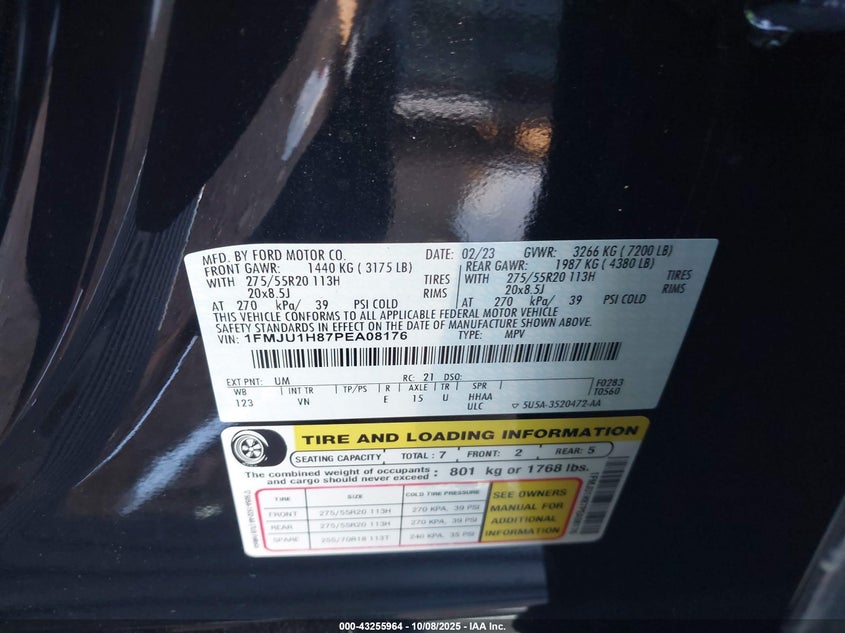 MFD. BY FORD MOTOR CO. DATE: 02/23 GVWR: 3266 KG ( 7200 LB)
FRONT GAWR: 1440 KG ( 3175 LB) REAR GAWR: 1987 KG ( 4380 LB)
WITH 275/55R20 113H TIRES WITH 275/55R20 113H TIRES
20x8.5J RIMS 20x8.5J RIMS
AT 270 kPa/ 39 PSI COLD AT 270 kPa/ 39 PSI COLD
THIS VEHICLE CONFORMS TO ALL APPLICABLE FEDERAL MOTOR VEHICLE
SAFETY STANDARDS IN EFFECT ON THE DATE OF MANUFACTURE SHOWN ABOVE.
VIN: 1FMJU1H87PEA08176 TYPE: MPV
EXT PNT: UM RC: 21 DSO: F0283
WB INT TR TP/PS R AXLE TR SPR T0560
123 VN E 15 U HHAA
ULC ▽ 5U5A-3520472-AA
TIRE AND LOADING INFORMATION
SEATING CAPACITY TOTAL : 7 FRONT: 2 REAR: 5
The combined weight of occupants and cargo should never exceed : 801 kg or 1768 lbs.
TIRE SIZE COLD TIRE PRESSURE
FRONT 275/55R20 113H 270 KPA, 39 PSI
REAR 275/55R20 113H 270 KPA, 39 PSI
SPARE 255/70R18 113T 240 KPA, 35 PSI
SEE OWNERS
MANUAL FOR
ADDITIONAL
INFORMATION
000-43255964 - 10/08/2025 - IAA Inc.